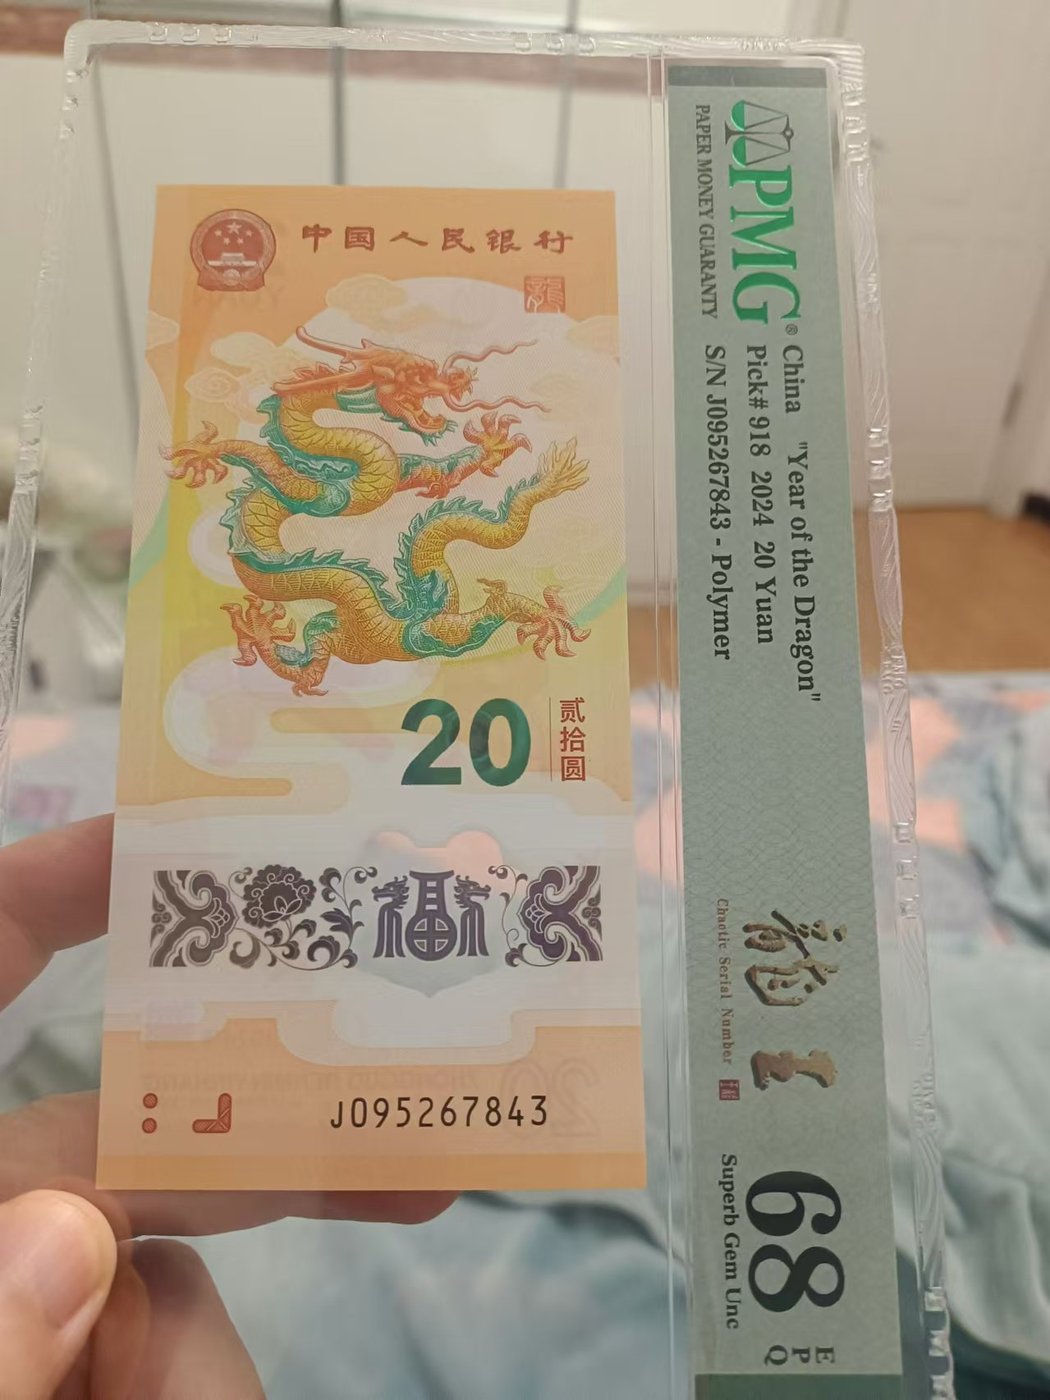 中国人民银行
龍
20
贰拾圆
福
J095267843
PMG®
PAPER MONEY GUARANTY
China "Year of the Dragon"
Pick# 918 2024 20 Yuan
S/N J095267843 - Polymer
Chaotic Serial Number
68
EPQ
Superb Gem Unc